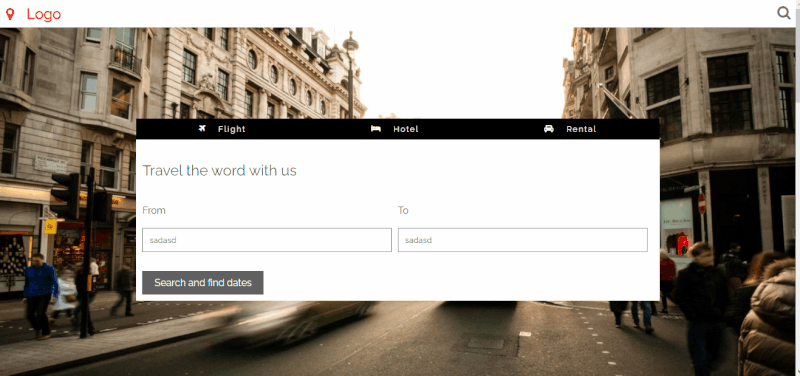 Logo
Flight Hotel Rental
Travel the word with us
From To
sadasd sadasd
Search and find dates